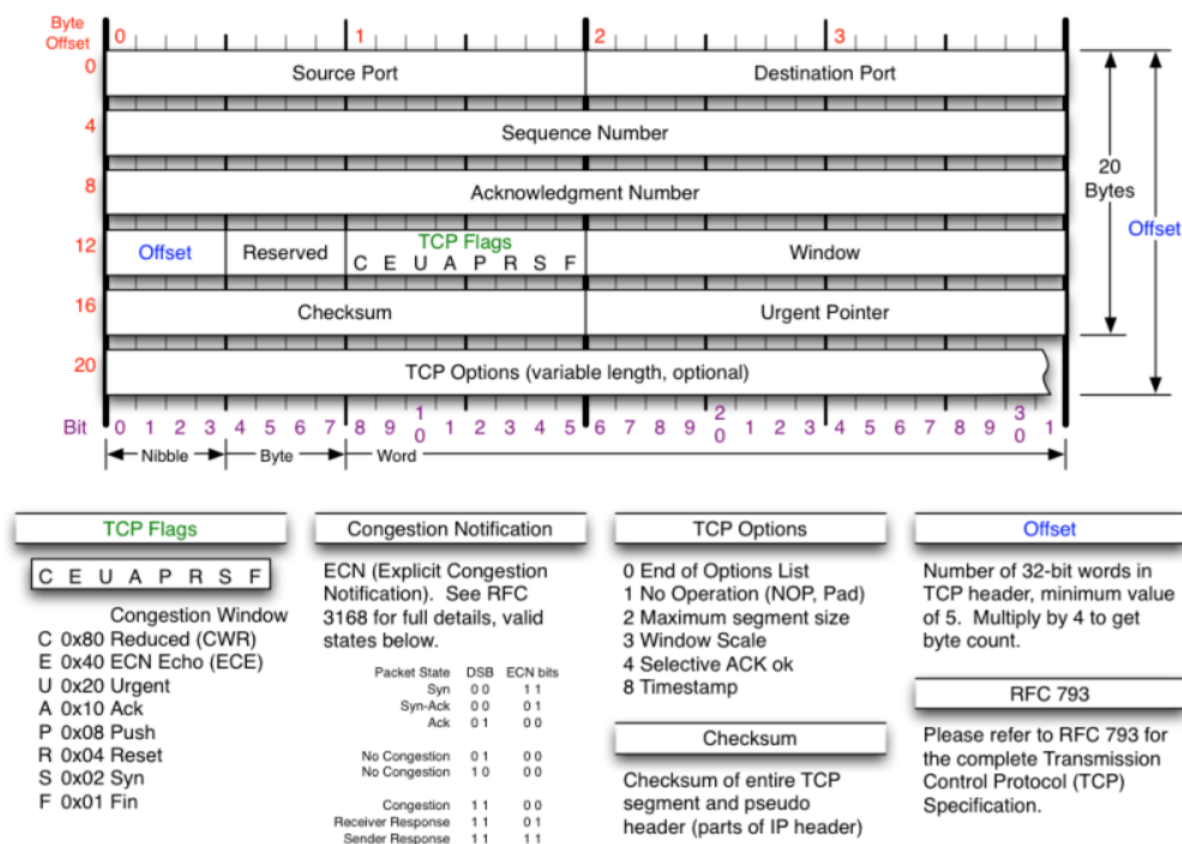 Byte
Offset
0 1 2 3
0 Source Port Destination Port
4 Sequence Number
8 Acknowledgment Number
20
Bytes
Offset
12 Offset Reserved TCP Flags Window
C E U A P R S F
16 Checksum Urgent Pointer
20 TCP Options (variable length, optional)
Bit 0 1 2 3 4 5 6 7 8 9 10 1 2 3 4 5 6 7 8 9 20 1 2 3 4 5 6 7 8 9 30 1
Nibble Byte Word
TCP Flags
C E U A P R S F
Congestion Window
C 0x80 Reduced (CWR)
E 0x40 ECN Echo (ECE)
U 0x20 Urgent
A 0x10 Ack
P 0x08 Push
R 0x04 Reset
S 0x02 Syn
F 0x01 Fin
Congestion Notification
ECN (Explicit Congestion
Notification). See RFC
3168 for full details, valid
states below.
Packet State DSB ECN bits
Syn 0 0 1 1
Syn-Ack 0 0 0 1
Ack 0 1 0 0
No Congestion 0 1 0 0
No Congestion 1 0 0 0
Congestion 1 1 0 0
Receiver Response 1 1 0 1
Sender Response 1 1 1 1
TCP Options
0 End of Options List
1 No Operation (NOP, Pad)
2 Maximum segment size
3 Window Scale
4 Selective ACK ok
8 Timestamp
Checksum
Checksum of entire TCP
segment and pseudo
header (parts of IP header)
Offset
Number of 32-bit words in
TCP header, minimum value
of 5. Multiply by 4 to get
byte count.
RFC 793
Please refer to RFC 793 for
the complete Transmission
Control Protocol (TCP)
Specification.